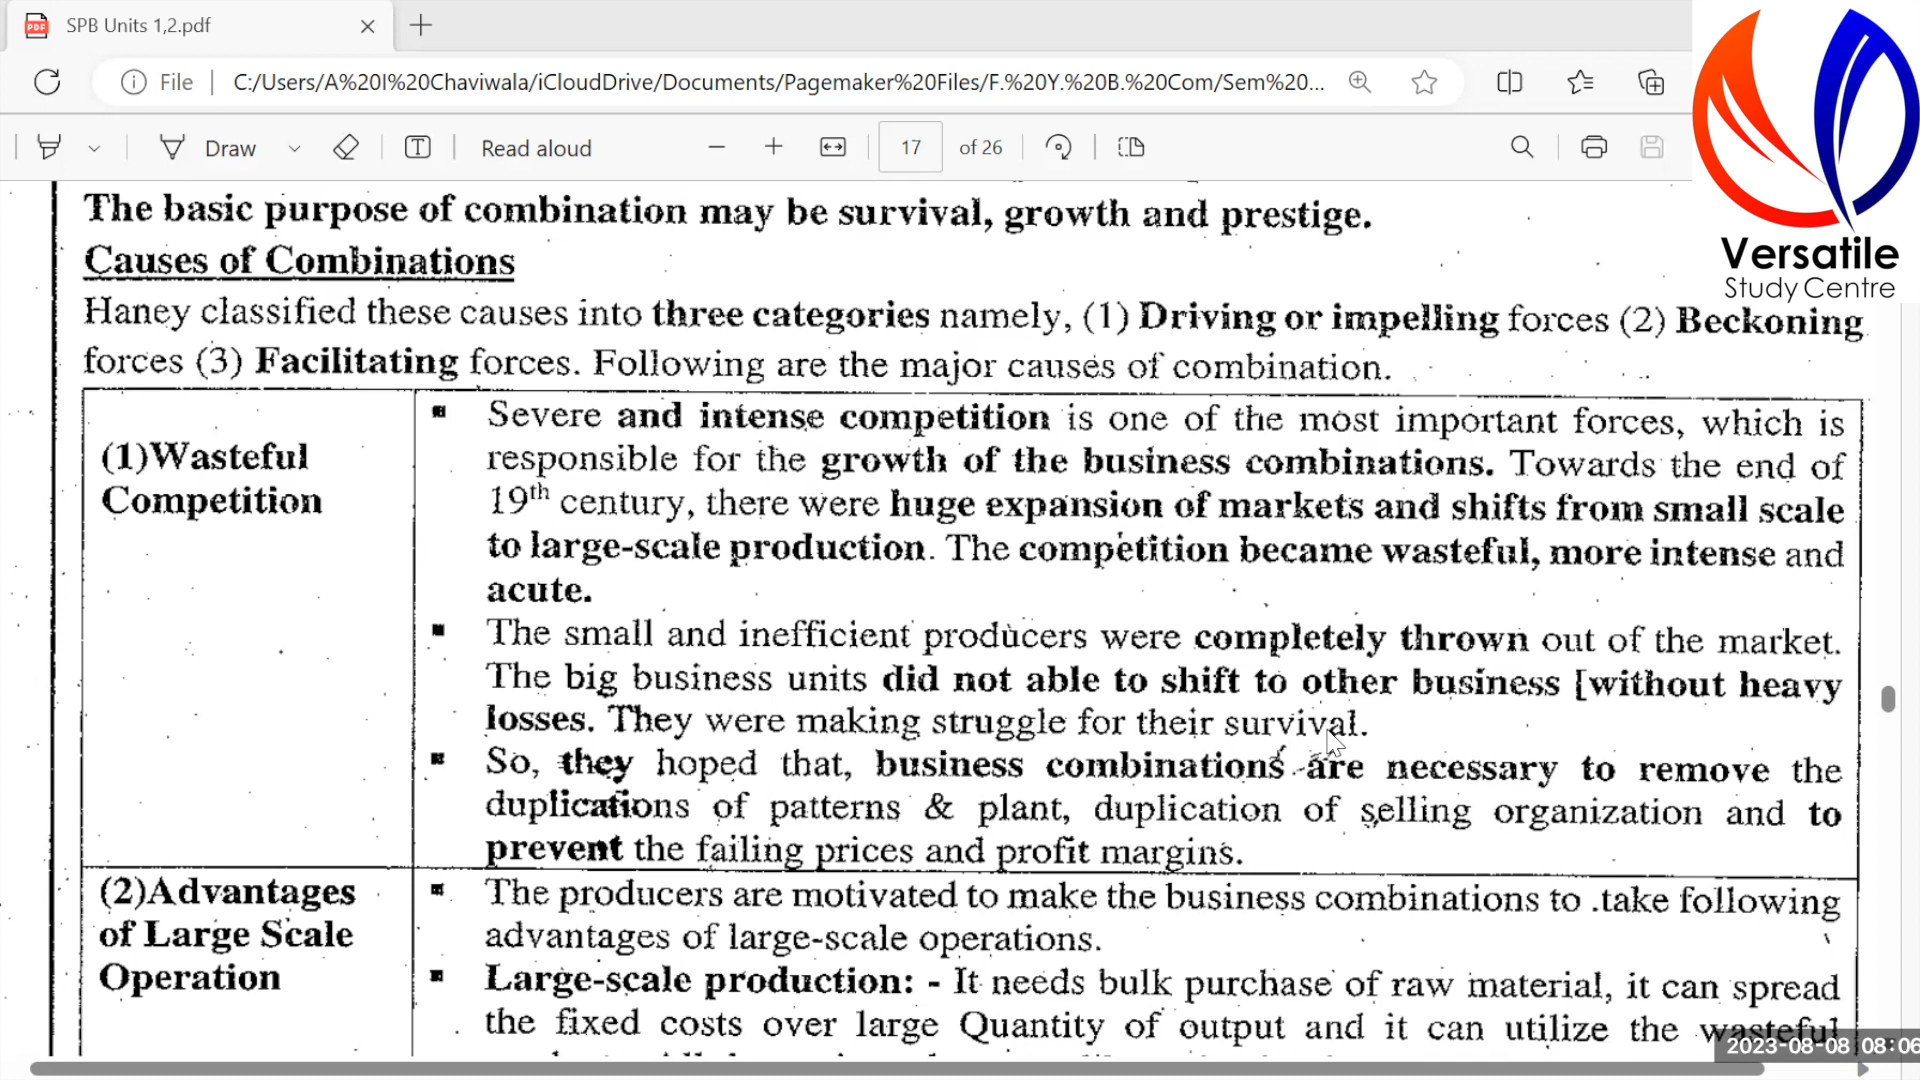 SPB Units 1,2.pdf
File
C:/Users/A%20I%20Chaviwala/iCloudDrive/Documents/Pagemaker%20Files/F.%20Y.%20B.%20Com/Sem%20...
Draw
Read aloud
17 of 26
Versatile
Study Centre
The basic purpose of combination may be survival, growth and prestige.
Causes of Combinations
Haney classified these causes into three categories namely, (1) Driving or impelling forces (2) Beckoning
forces (3) Facilitating forces. Following are the major causes of combination.
(1)Wasteful
Competition
▪ Severe and intense competition is one of the most important forces, which is
responsible for the growth of the business combinations. Towards the end of
19th century, there were huge expansion of markets and shifts from small scale
to large-scale production. The competition became wasteful, more intense and
acute.
▪ The small and inefficient producers were completely thrown out of the market.
The big business units did not able to shift to other business [without heavy
losses. They were making struggle for their survival.
▪ So, they hoped that, business combinations are necessary to remove the
duplications of patterns & plant, duplication of selling organization and to
prevent the failing prices and profit margins.
(2)Advantages
of Large Scale
Operation
▪ The producers are motivated to make the business combinations to .take following
advantages of large-scale operations.
▪ Large-scale production: - It needs bulk purchase of raw material, it can spread
the fixed costs over large Quantity of output and it can utilize the wasteful
2023-08-08 08:06